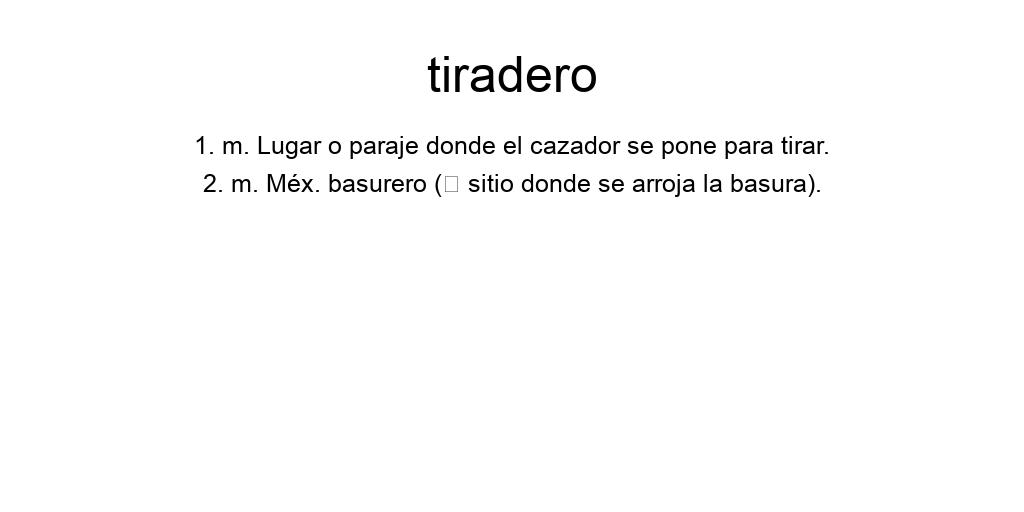 tiradero
1. m. Lugar o paraje donde el cazador se pone para tirar.
2. m. Méx. basurero (□ sitio donde se arroja la basura).